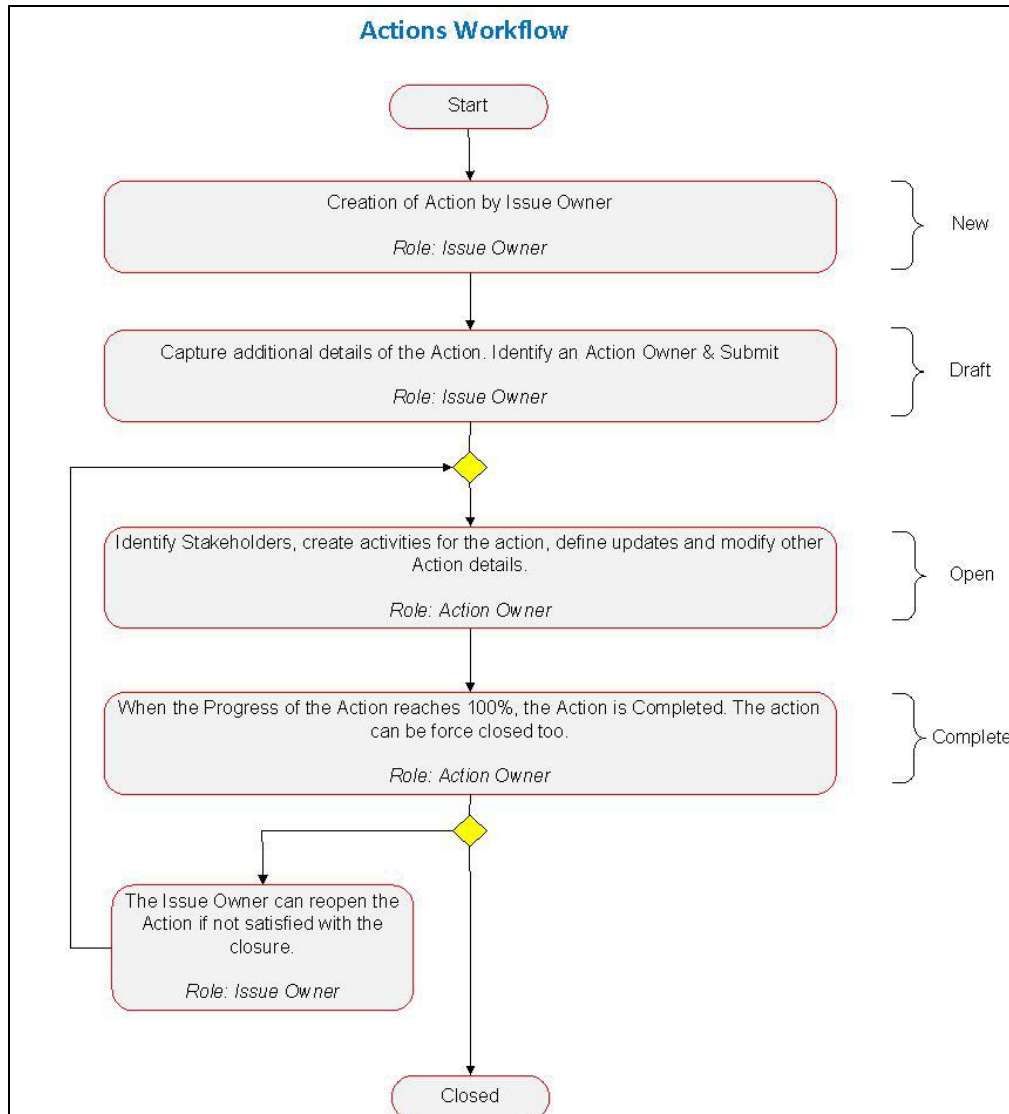 Actions Workflow
Start
Creation of Action by Issue Owner
Role: Issue Owner
New
Capture additional details of the Action. Identify an Action Owner & Submit
Role: Issue Owner
Draft
Identify Stakeholders, create activities for the action, define updates and modify other
Action details.
Role: Action Owner
Open
When the Progress of the Action reaches 100%, the Action is Completed. The action
can be force closed too.
Role: Action Owner
Complete
The Issue Owner can reopen the
Action if not satisfied with the
closure.
Role: Issue Owner
Closed